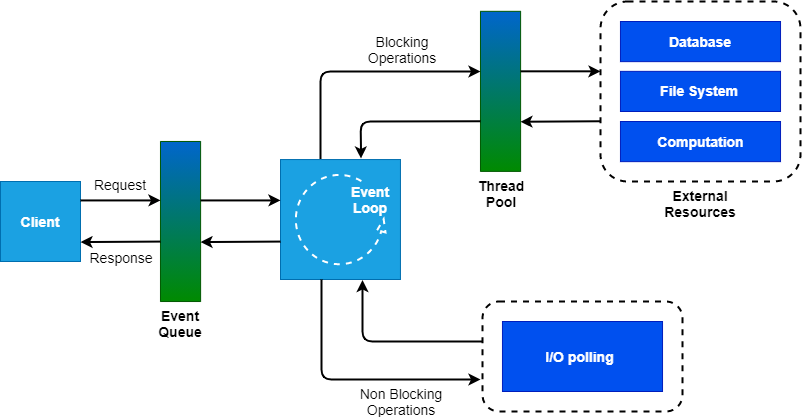 Blocking
Operations
Database
File System
Computation
Thread
Pool
External
Resources
Request
Client
Response
Event
Loop
Event
Queue
I/O polling
Non Blocking
Operations